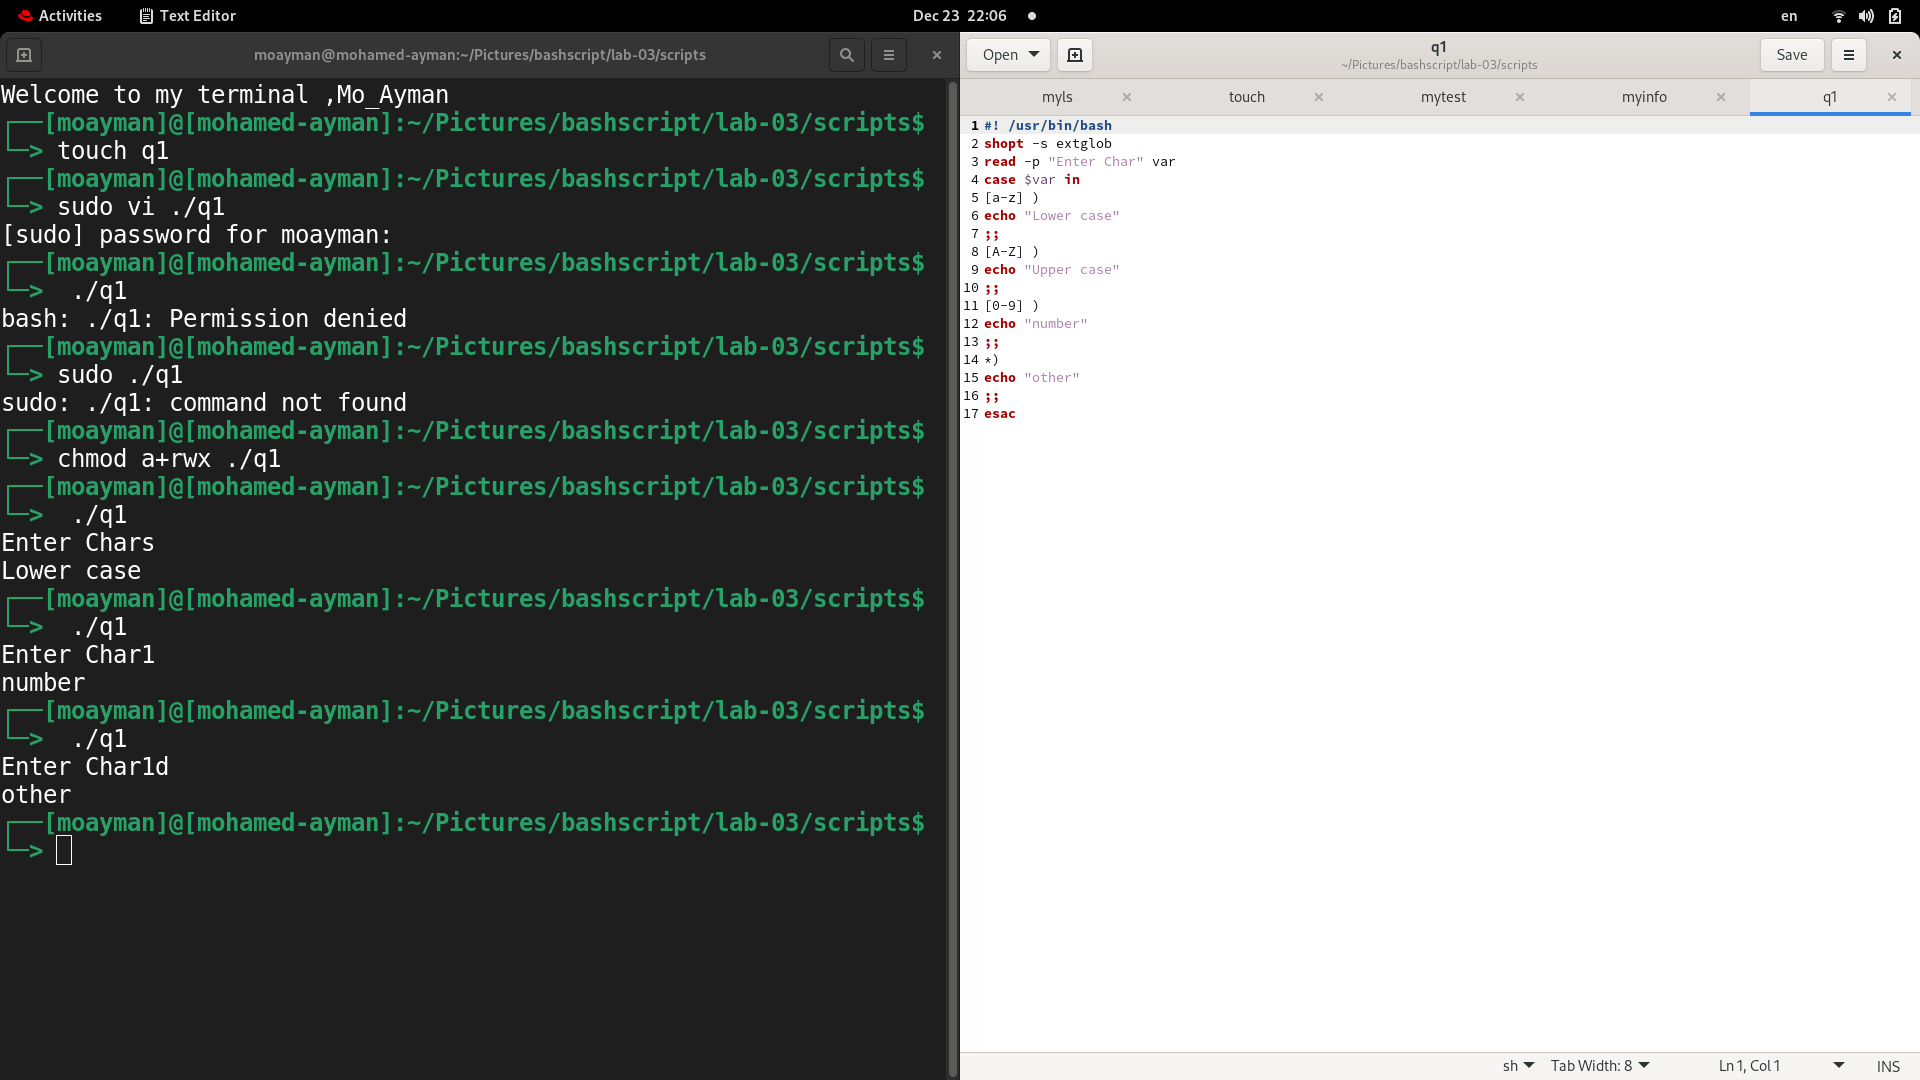 Activities
Text Editor
Dec 23 22:06
en
moayman@mohamed-ayman:~/Pictures/bashscript/lab-03/scripts
Welcome to my terminal ,Mo_Ayman
[moayman]@[mohamed-ayman]:~/Pictures/bashscript/lab-03/scripts$
> touch q1
[moayman]@[mohamed-ayman]:~/Pictures/bashscript/lab-03/scripts$
> sudo vi ./q1
[sudo] password for moayman:
[moayman]@[mohamed-ayman]:~/Pictures/bashscript/lab-03/scripts$
> ./q1
bash: ./q1: Permission denied
[moayman]@[mohamed-ayman]:~/Pictures/bashscript/lab-03/scripts$
> sudo ./q1
sudo: ./q1: command not found
[moayman]@[mohamed-ayman]:~/Pictures/bashscript/lab-03/scripts$
> chmod a+rwx ./q1
[moayman]@[mohamed-ayman]:~/Pictures/bashscript/lab-03/scripts$
> ./q1
Enter Chars
Lower case
[moayman]@[mohamed-ayman]:~/Pictures/bashscript/lab-03/scripts$
> ./q1
Enter Char1
number
[moayman]@[mohamed-ayman]:~/Pictures/bashscript/lab-03/scripts$
> ./q1
Enter Char1d
other
[moayman]@[mohamed-ayman]:~/Pictures/bashscript/lab-03/scripts$
>
Open
q1
~/Pictures/bashscript/lab-03/scripts
Save
myls
touch
mytest
myinfo
q1
1 #! /usr/bin/bash
2 shopt -s extglob
3 read -p "Enter Char" var
4 case $var in
5 [a-z] )
6 echo "Lower case"
7 ;;
8 [A-Z] )
9 echo "Upper case"
10 ;;
11 [0-9] )
12 echo "number"
13 ;;
14 *)
15 echo "other"
16 ;;
17 esac
sh
Tab Width: 8
Ln 1, Col 1
INS